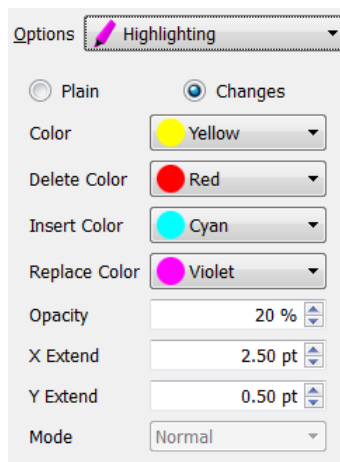 Options Highlighting
Plain Changes
Color Yellow
Delete Color Red
Insert Color Cyan
Replace Color Violet
Opacity 20 %
X Extend 2.50 pt
Y Extend 0.50 pt
Mode Normal